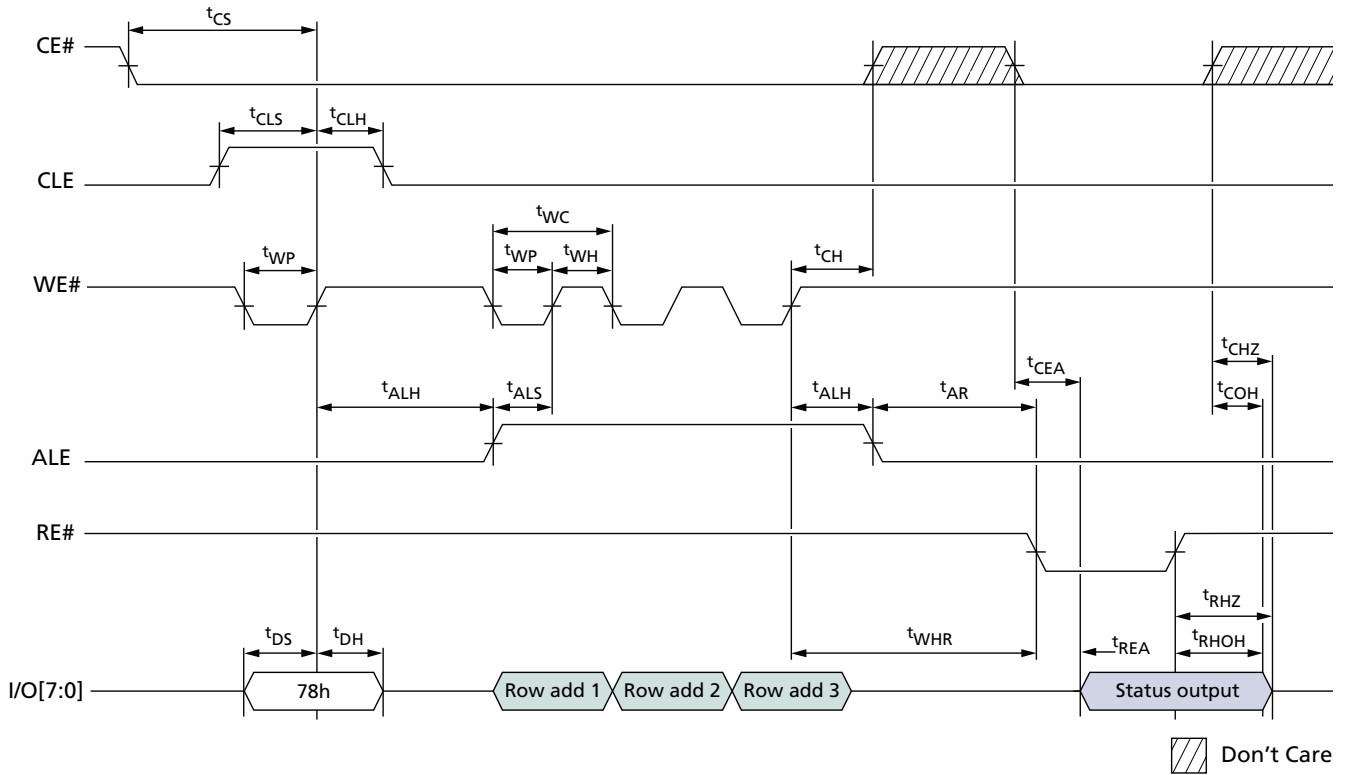 tCS
CE#
tCLS tCLH
CLE
tWC
tWP tWP tWH tCH
WE#
tCHZ
tCEA
tALH tALS tALH tAR tCOH
ALE
RE#
tRHZ
tDS tDH tWHR tREA tRHOH
I/O[7:0] 78h Row add 1 Row add 2 Row add 3 Status output
Don't Care